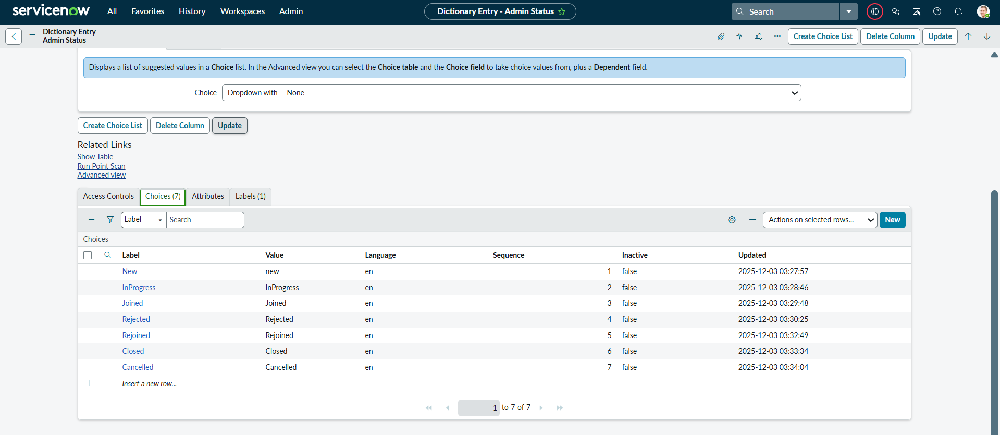 servicenow All Favorites History Workspaces Admin Dictionary Entry - Admin Status Search
Dictionary Entry
Admin Status
Create Choice List Delete Column Update
Displays a list of suggested values in a Choice list. In the Advanced view you can select the Choice table and the Choice field to take choice values from, plus a Dependent field.
Choice Dropdown with -- None --
Create Choice List Delete Column Update
Related Links
Show Table
Run Point Scan
Advanced view
Access Controls Choices (7) Attributes Labels (1)
Label Search Actions on selected rows... New
Choices
Label Value Language Sequence Inactive Updated
New new en 1 false 2025-12-03 03:27:57
InProgress InProgress en 2 false 2025-12-03 03:28:46
Joined Joined en 3 false 2025-12-03 03:29:48
Rejected Rejected en 4 false 2025-12-03 03:30:25
Rejoined Rejoined en 5 false 2025-12-03 03:32:49
Closed Closed en 6 false 2025-12-03 03:33:34
Cancelled Cancelled en 7 false 2025-12-03 03:34:04
Insert a new row...
1 to 7 of 7